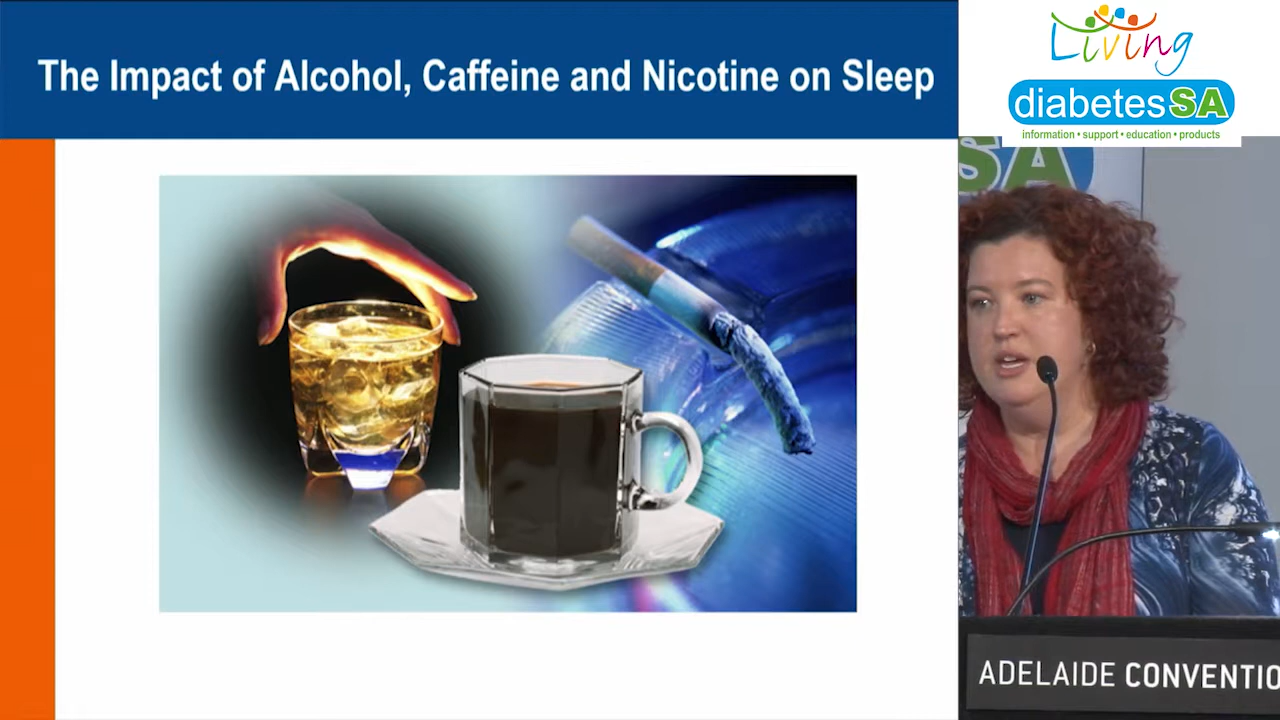 The Impact of Alcohol, Caffeine and Nicotine on Sleep
Living
diabetesSA
information • support • education • products
SA
ADELAIDE CONVENTIO